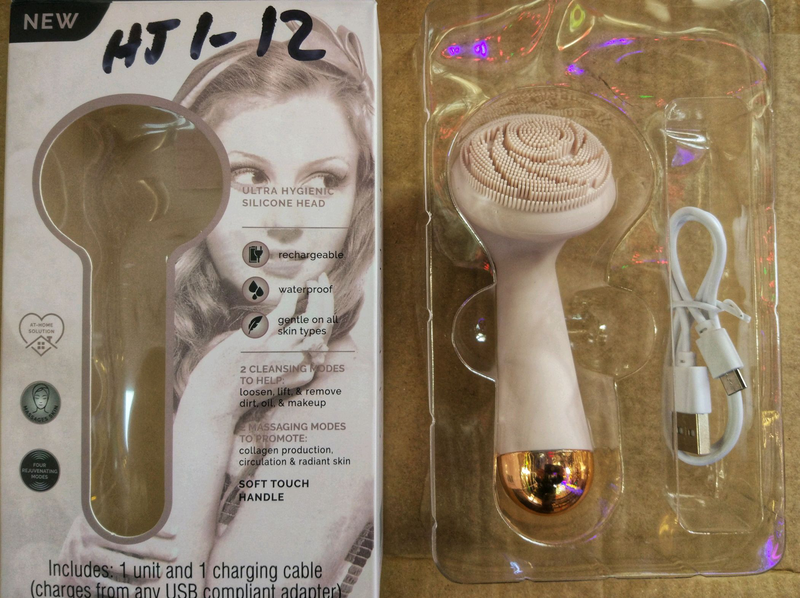 NEW
HJ 1-12
ULTRA HYGIENIC
SILICONE HEAD
rechargeable
waterproof
gentle on all
skin types
AT-HOME
SOLUTION
2 CLEANSING MODES
TO HELP:
loosen, lift, & remove
dirt, oil, & makeup
MASSAGING MODES
TO PROMOTE:
collagen production,
circulation & radiant skin
FOUR
REJUVENATING
MODES
SOFT TOUCH
HANDLE
Includes: 1 unit and 1 charging cable
(charges from any USB compliant adapter)